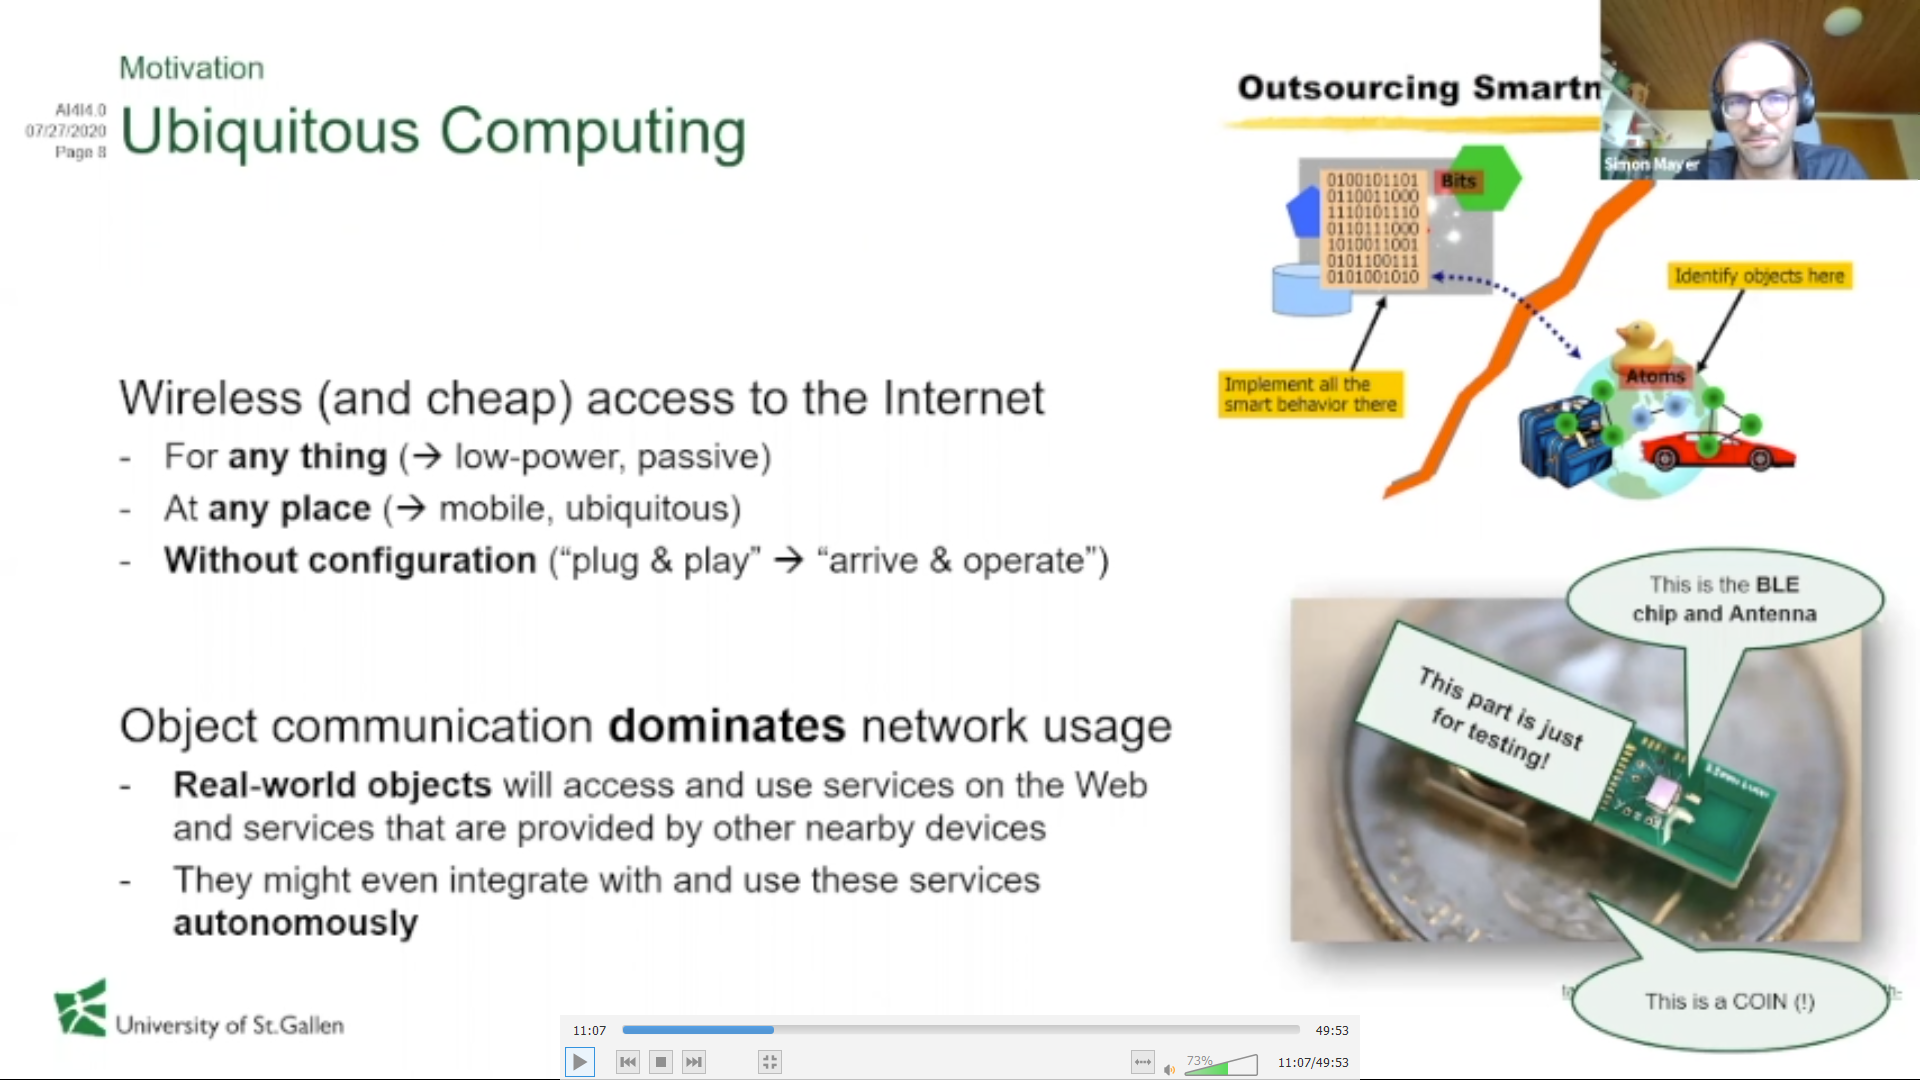 Motivation
AI4I4.0
07/27/2020
Page 8
Ubiquitous Computing
Wireless (and cheap) access to the Internet
- For any thing (→ low-power, passive)
- At any place (→ mobile, ubiquitous)
- Without configuration (“plug & play” → “arrive & operate”)
Object communication dominates network usage
- Real-world objects will access and use services on the Web
and services that are provided by other nearby devices
- They might even integrate with and use these services
autonomously
University of St.Gallen
Outsourcing Smartn
Simon Mayer
0100101101
0110011000
1110101110
0110111000
1010011001
0101100111
0101001010
Bits
Identify objects here
Implement all the
smart behavior there
Atoms
This is the BLE
chip and Antenna
This part is just
for testing!
This is a COIN (!)
11:07
49:53
73%
11:07/49:53